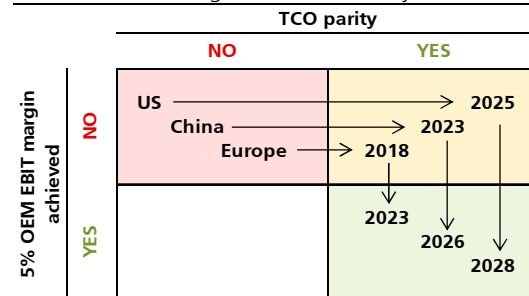 TCO parity
NO YES
5% OEM EBIT margin
achieved
NO
US 2025
China 2023
Europe 2018
YES
2023
2026
2028